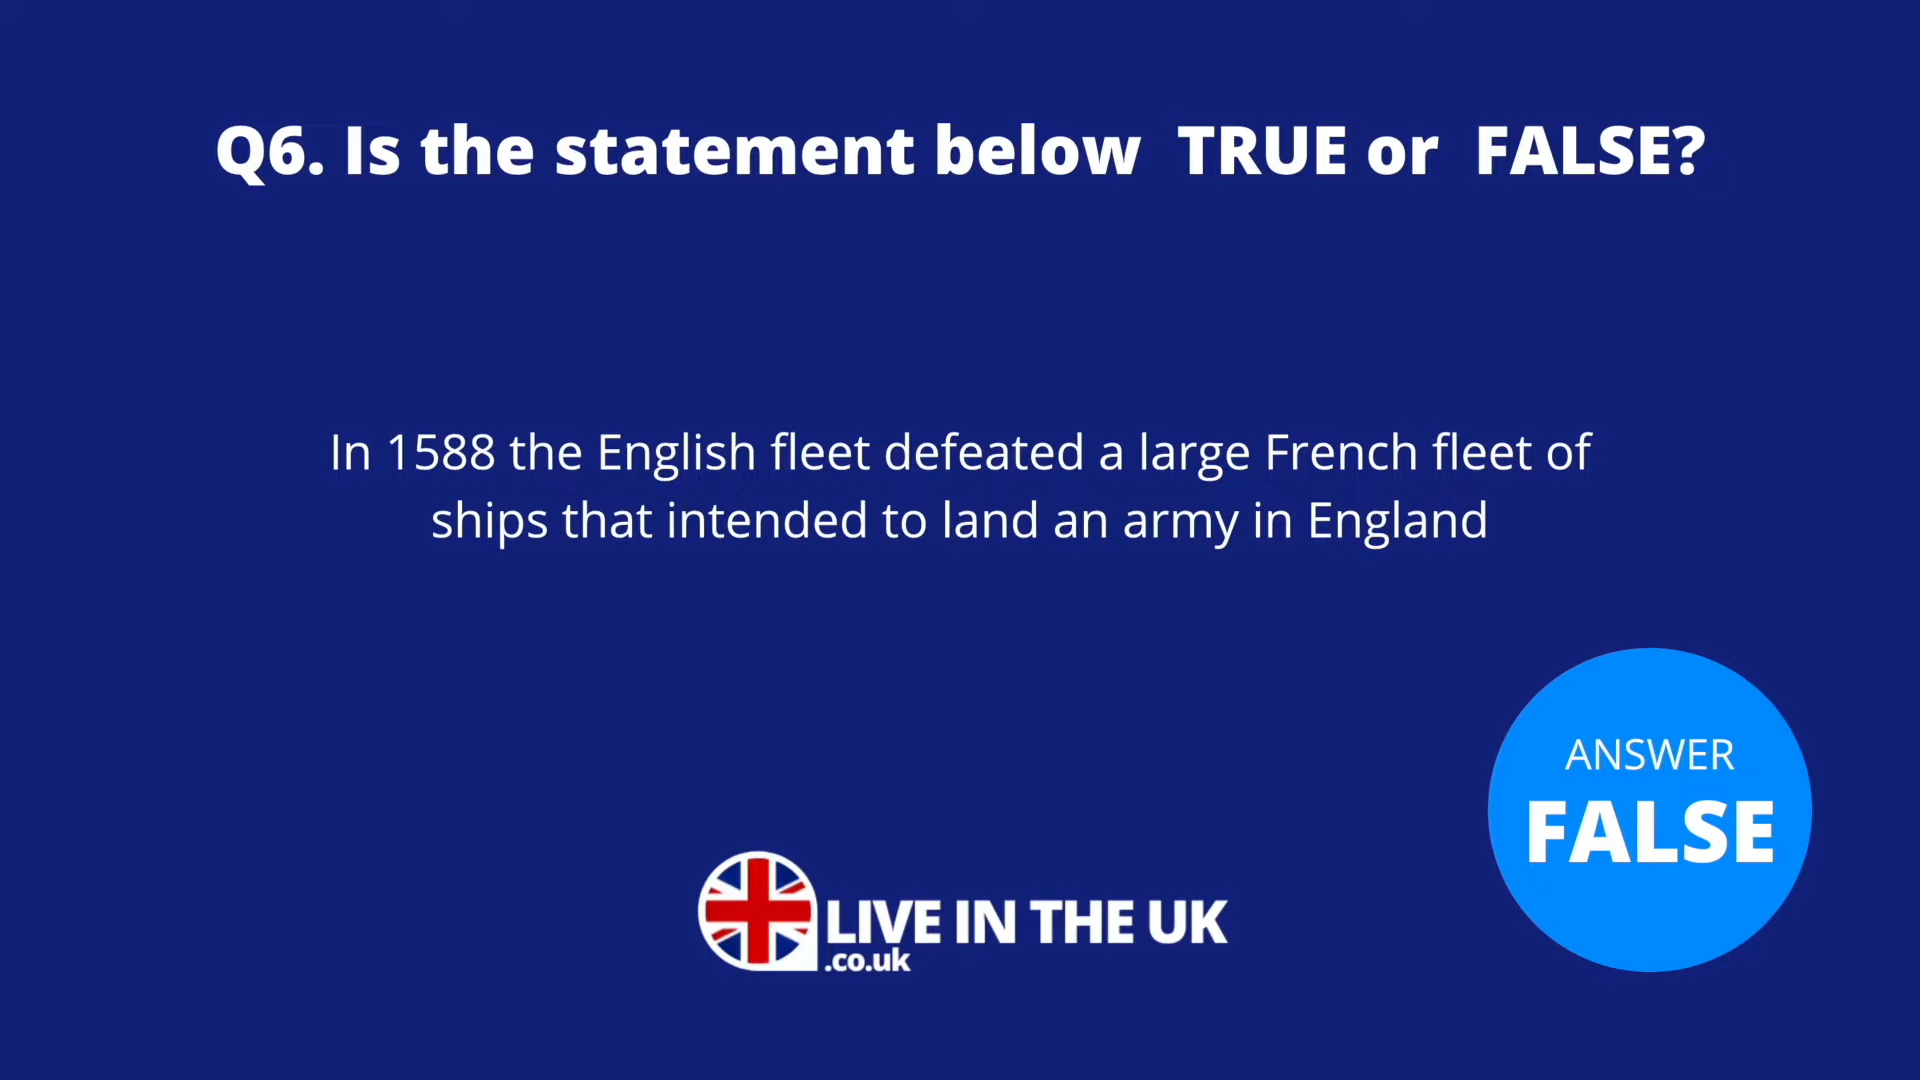 Q6. Is the statement below TRUE or FALSE?
In 1588 the English fleet defeated a large French fleet of
ships that intended to land an army in England
ANSWER
FALSE
LIVE IN THE UK
.co.uk